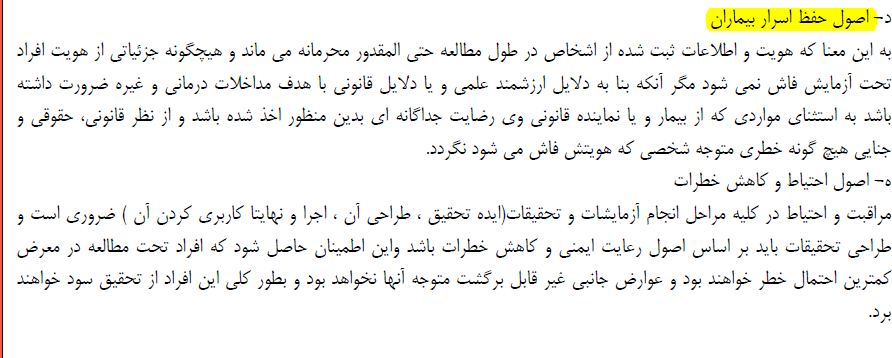 د- اصول حفظ اسرار بیماران
به این معنا که هویت و اطلاعات ثبت شده از اشخاص در طول مطالعه حتی المقدور محرمانه می ماند و هیچگونه جزئیاتی از هویت افراد
تحت آزمایش فاش نمی شود مگر آنکه بنا به دلایل ارزشمند علمی و یا دلایل قانونی با هدف مداخلات درمانی و غیره ضرورت داشته
باشد به استثنای مواردی که از بیمار و یا نماینده قانونی وی رضایت جداگانه ای بدین منظور اخذ شده باشد و از نظر قانونی، حقوقی و
جنایی هیچ گونه خطری متوجه شخصی که هویتش فاش می شود نگردد.
ه- اصول احتیاط و کاهش خطرات
مراقبت و احتیاط در کلیه مراحل انجام آزمایشات و تحقیقات(ایده تحقیق ، طراحی آن ، اجرا و نهایتا کاربری کردن آن ) ضروری است و
طراحی تحقیقات باید بر اساس اصول رعایت ایمنی و کاهش خطرات باشد واین اطمینان حاصل شود که افراد تحت مطالعه در معرض
کمترین احتمال خطر خواهند بود و عوارض جانبی غیر قابل برگشت متوجه آنها نخواهد بود و بطور کلی این افراد از تحقیق سود خواهند
برد.